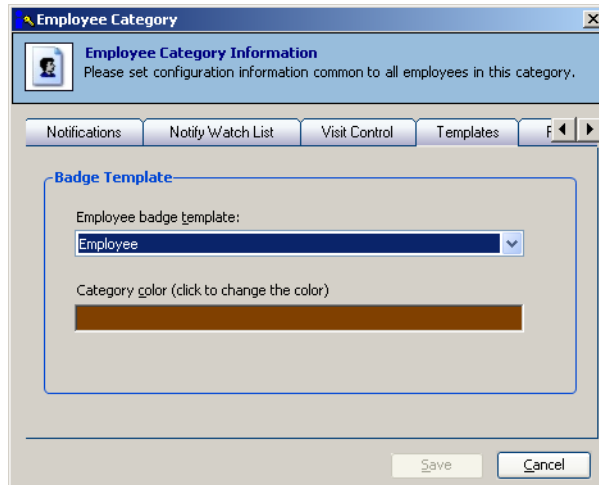 Employee Category
Employee Category Information
Please set configuration information common to all employees in this category.
Notifications
Notify Watch List
Visit Control
Templates
Badge Template
Employee badge template:
Employee
Category color (click to change the color)
Save
Cancel